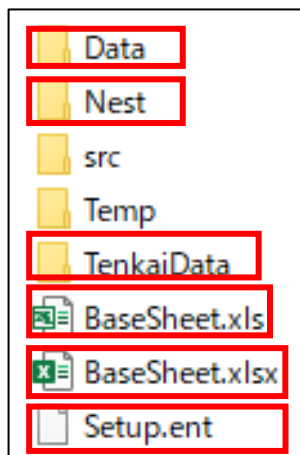 Data
Nest
src
Temp
TenkaiData
BaseSheet.xls
BaseSheet.xlsx
Setup.ent